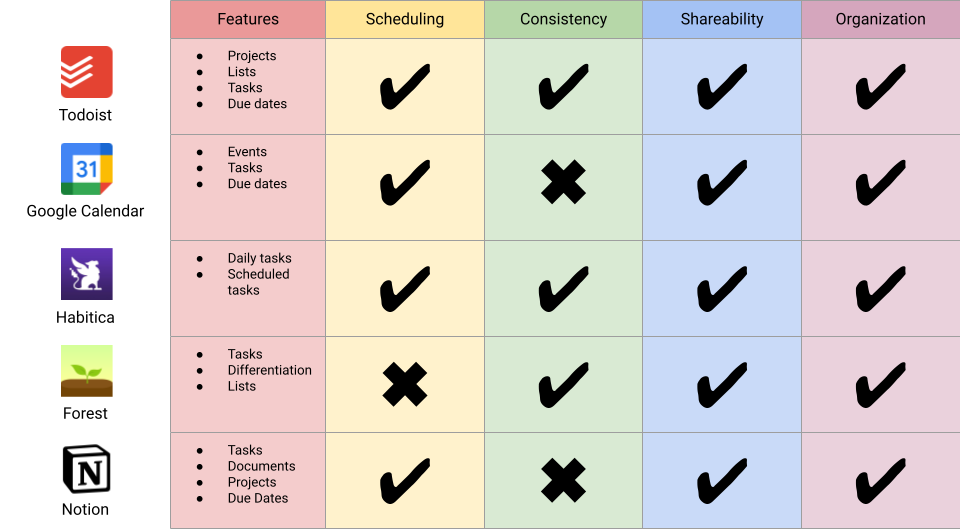 Features Scheduling Consistency Shareability Organization
● Projects
● Lists
● Tasks
● Due dates
Todoist
● Events
● Tasks
● Due dates
31
Google Calendar
● Daily tasks
● Scheduled
tasks
Habitica
● Tasks
● Differentiation
● Lists
Forest
● Tasks
● Documents
● Projects
● Due Dates
N
Notion